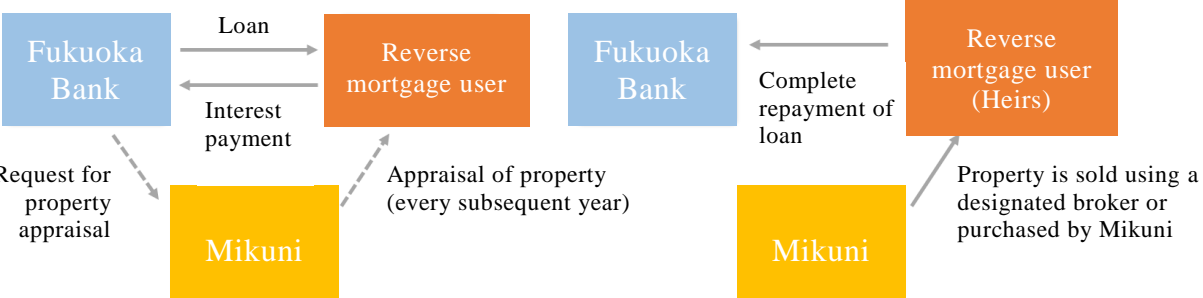 Fukuoka
Bank
Loan
Interest
payment
Reverse
mortgage user
Request for
property
appraisal
Mikuni
Appraisal of property
(every subsequent year)
Fukuoka
Bank
Complete
repayment of
loan
Reverse
mortgage user
(Heirs)
Mikuni
Property is sold using a
designated broker or
purchased by Mikuni